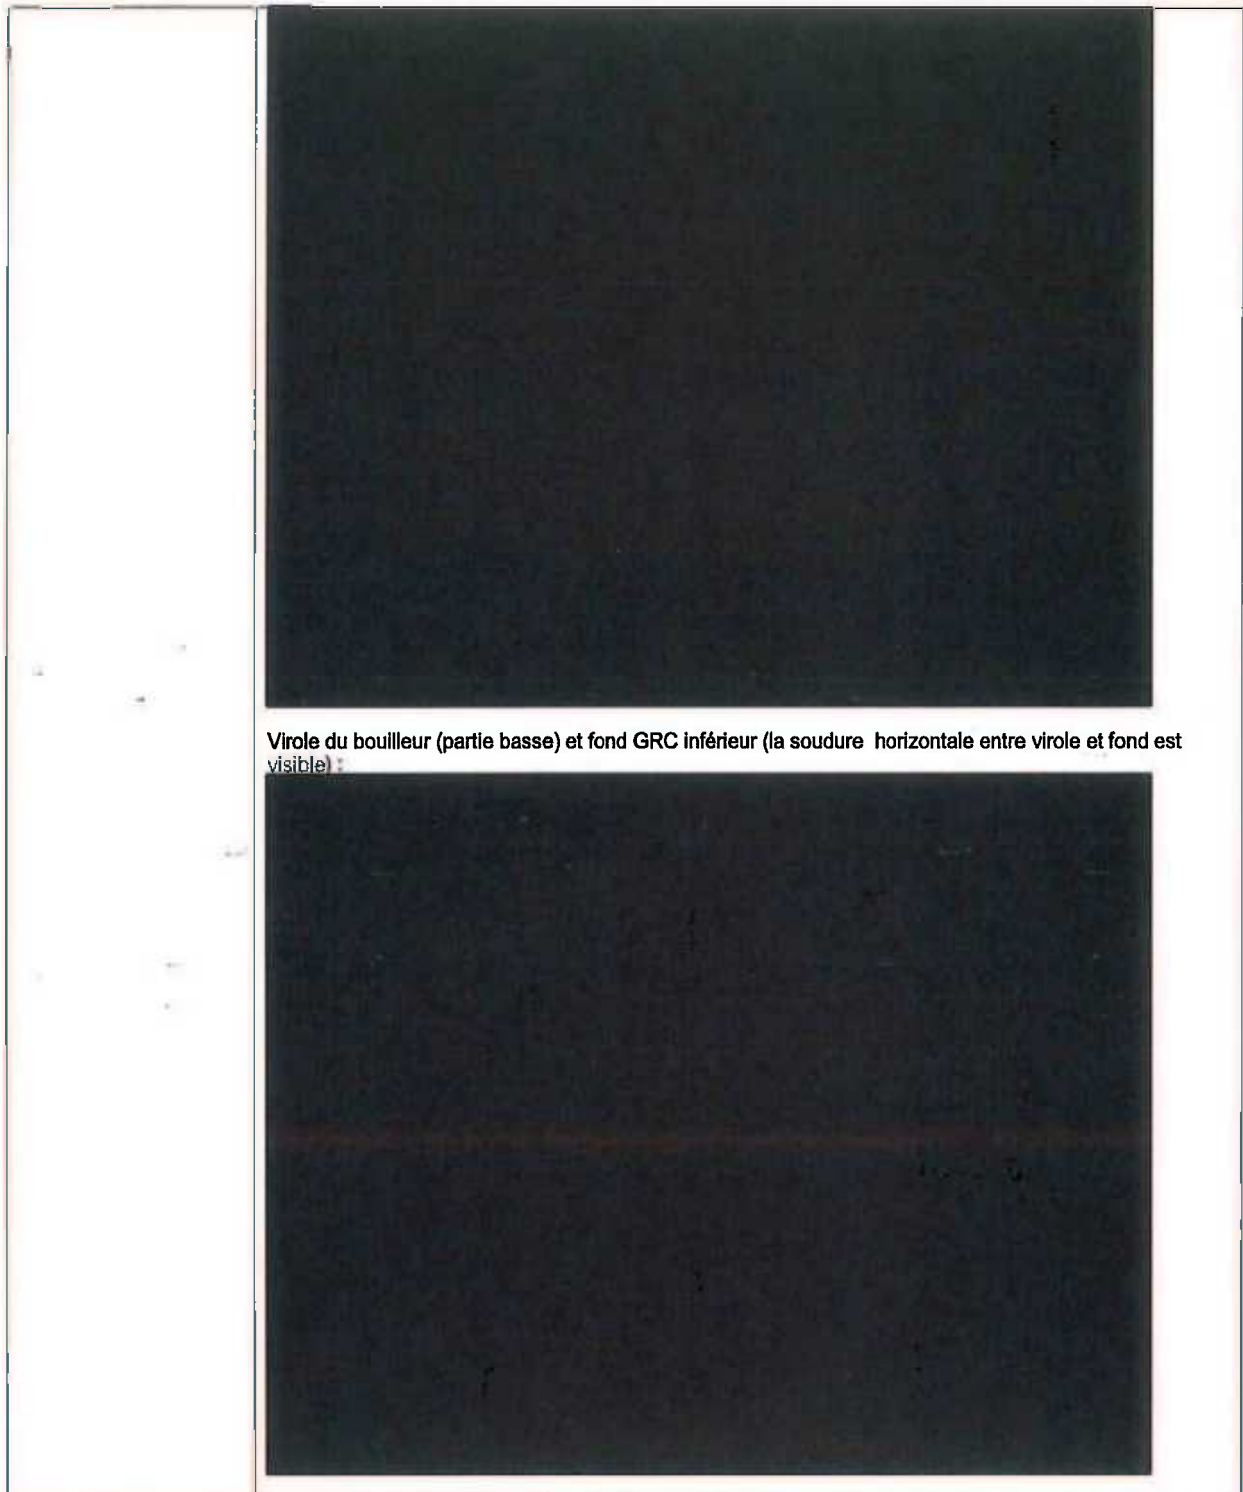 Virole du bouilleur (partie basse) et fond GRC inférieur (la soudure horizontale entre virole et fond est
visible) :